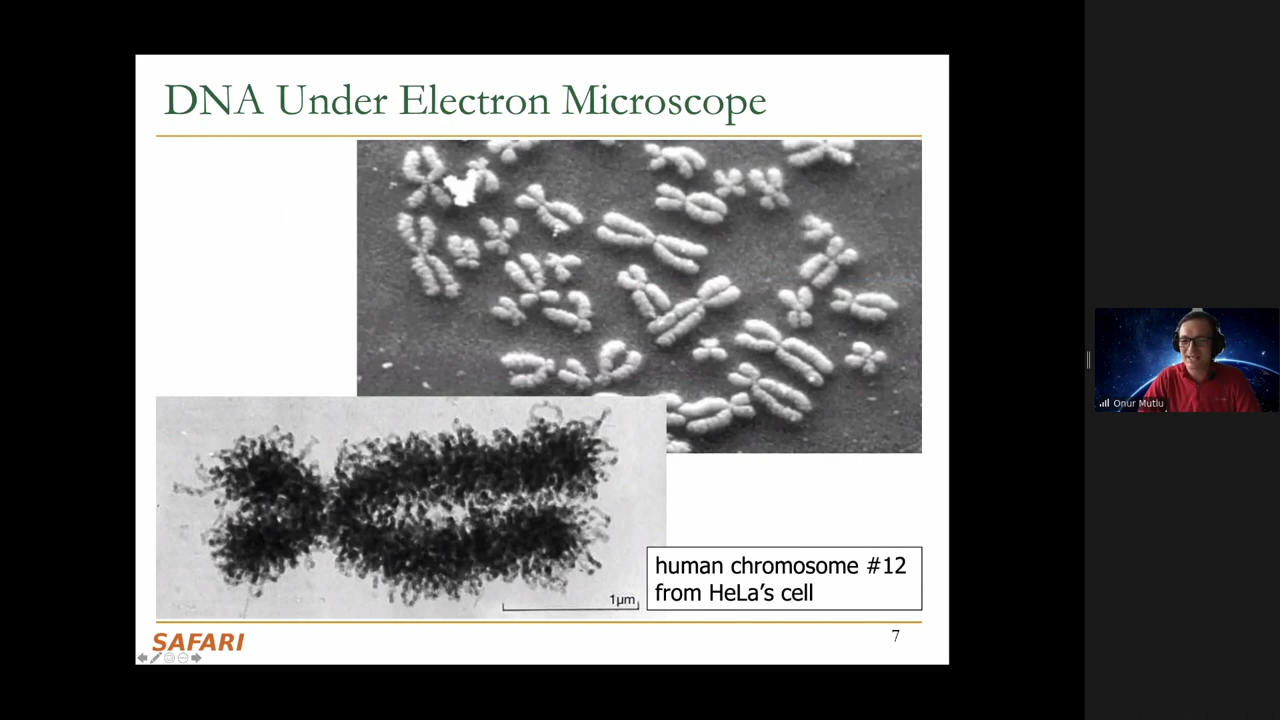 DNA Under Electron Microscope
1μm
human chromosome #12
from HeLa's cell
SAFARI
7
Onur Mutlu